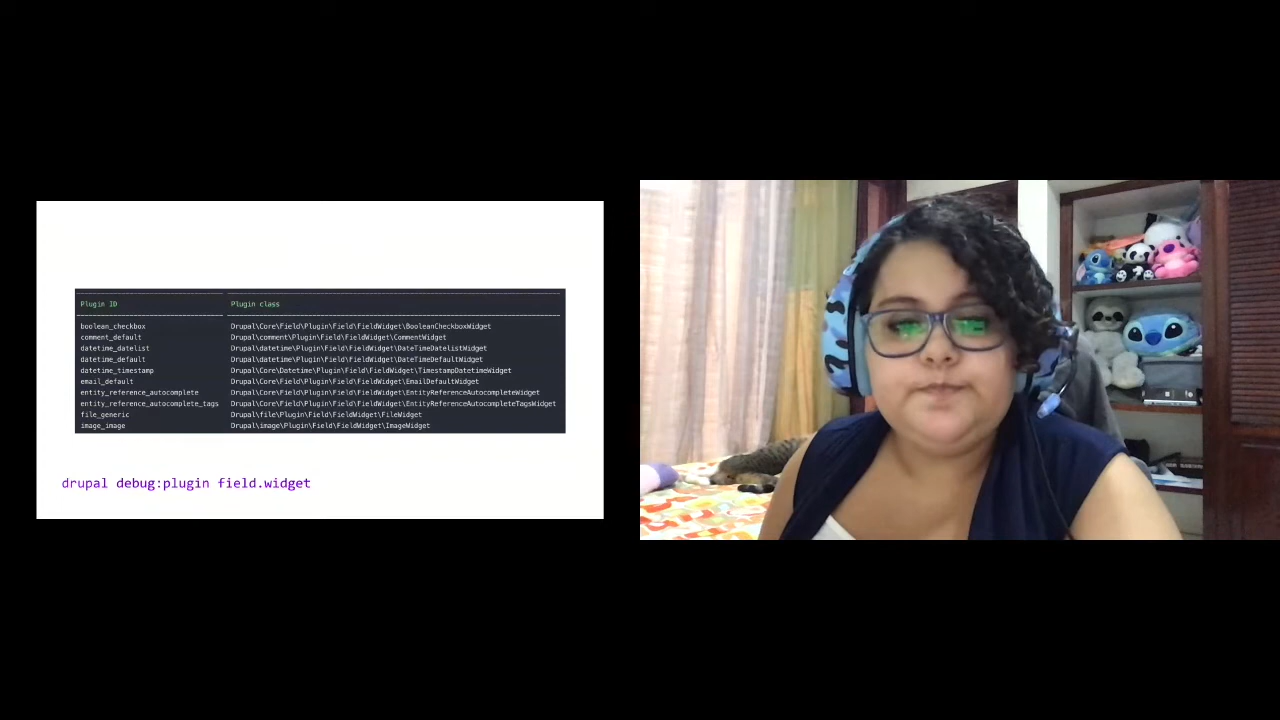 Plugin ID Plugin class
boolean_checkbox Drupal\Core\Field\Plugin\Field\FieldWidget\BooleanCheckboxWidget
comment_default Drupal\comment\Plugin\Field\FieldWidget\CommentWidget
datetime_datelist Drupal\datetime\Plugin\Field\FieldWidget\DateTimeDatelistWidget
datetime_default Drupal\datetime\Plugin\Field\FieldWidget\DateTimeDefaultWidget
datetime_timestamp Drupal\Core\Datetime\Plugin\Field\FieldWidget\TimestampDatetimeWidget
email_default Drupal\Core\Field\Plugin\Field\FieldWidget\EmailDefaultWidget
entity_reference_autocomplete Drupal\Core\Field\Plugin\Field\FieldWidget\EntityReferenceAutocompleteWidget
entity_reference_autocomplete_tags Drupal\Core\Field\Plugin\Field\FieldWidget\EntityReferenceAutocompleteTagsWidget
file_generic Drupal\file\Plugin\Field\FieldWidget\FileWidget
image_image Drupal\image\Plugin\Field\FieldWidget\ImageWidget
drupal debug:plugin field.widget